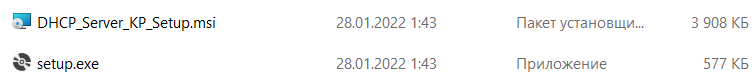 DHCP_Server_KP_Setup.msi 28.01.2022 1:43 Пакет установщи... 3 908 КБ
setup.exe 28.01.2022 1:43 Приложение 577 КБ